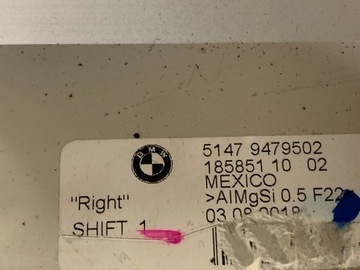 BMW
5147 9479502
185851 10 02
MEXICO
"Right"
>AlMgSi 0.5 F22
03.08.2018
SHIFT 1